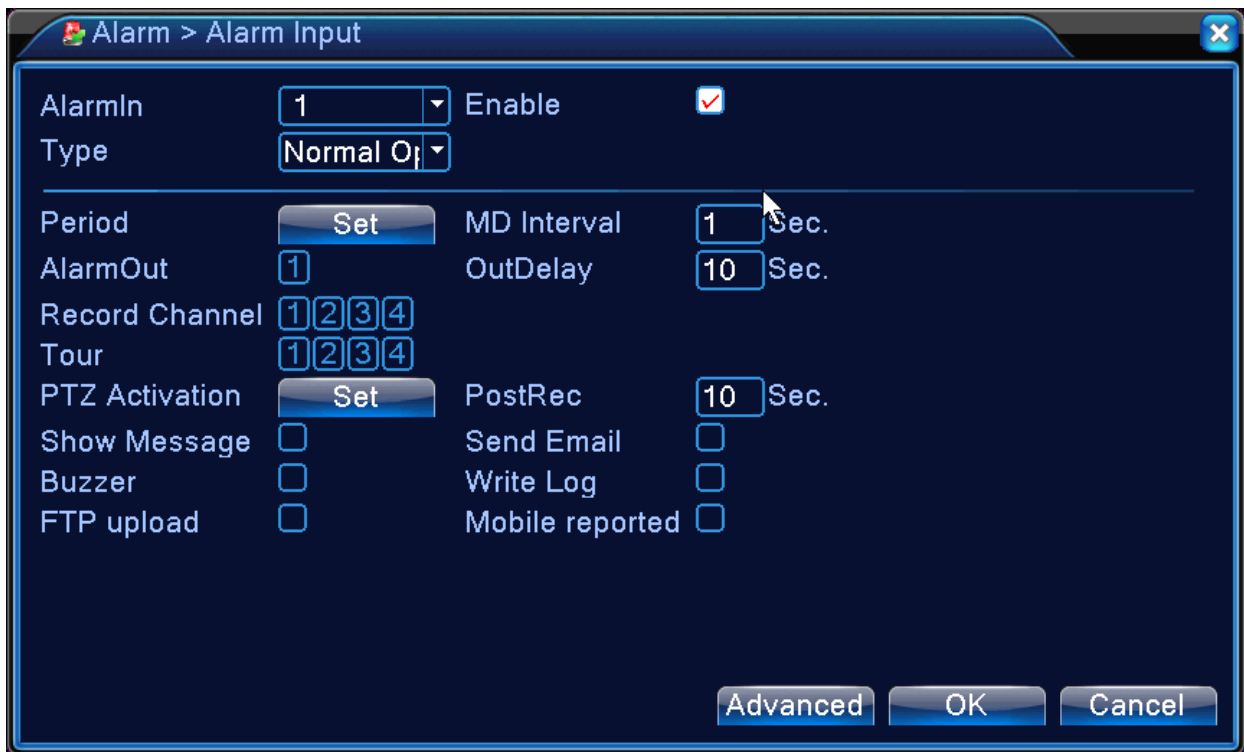 Alarm > Alarm Input
AlarmIn 1 Enable
Type Normal
Period Set MD Interval 1 Sec.
AlarmOut 1 OutDelay 10 Sec.
Record Channel 1 2 3 4
Tour 1 2 3 4
PTZ Activation Set PostRec 10 Sec.
Show Message Send Email
Buzzer Write Log
FTP upload Mobile reported
Advanced OK Cancel